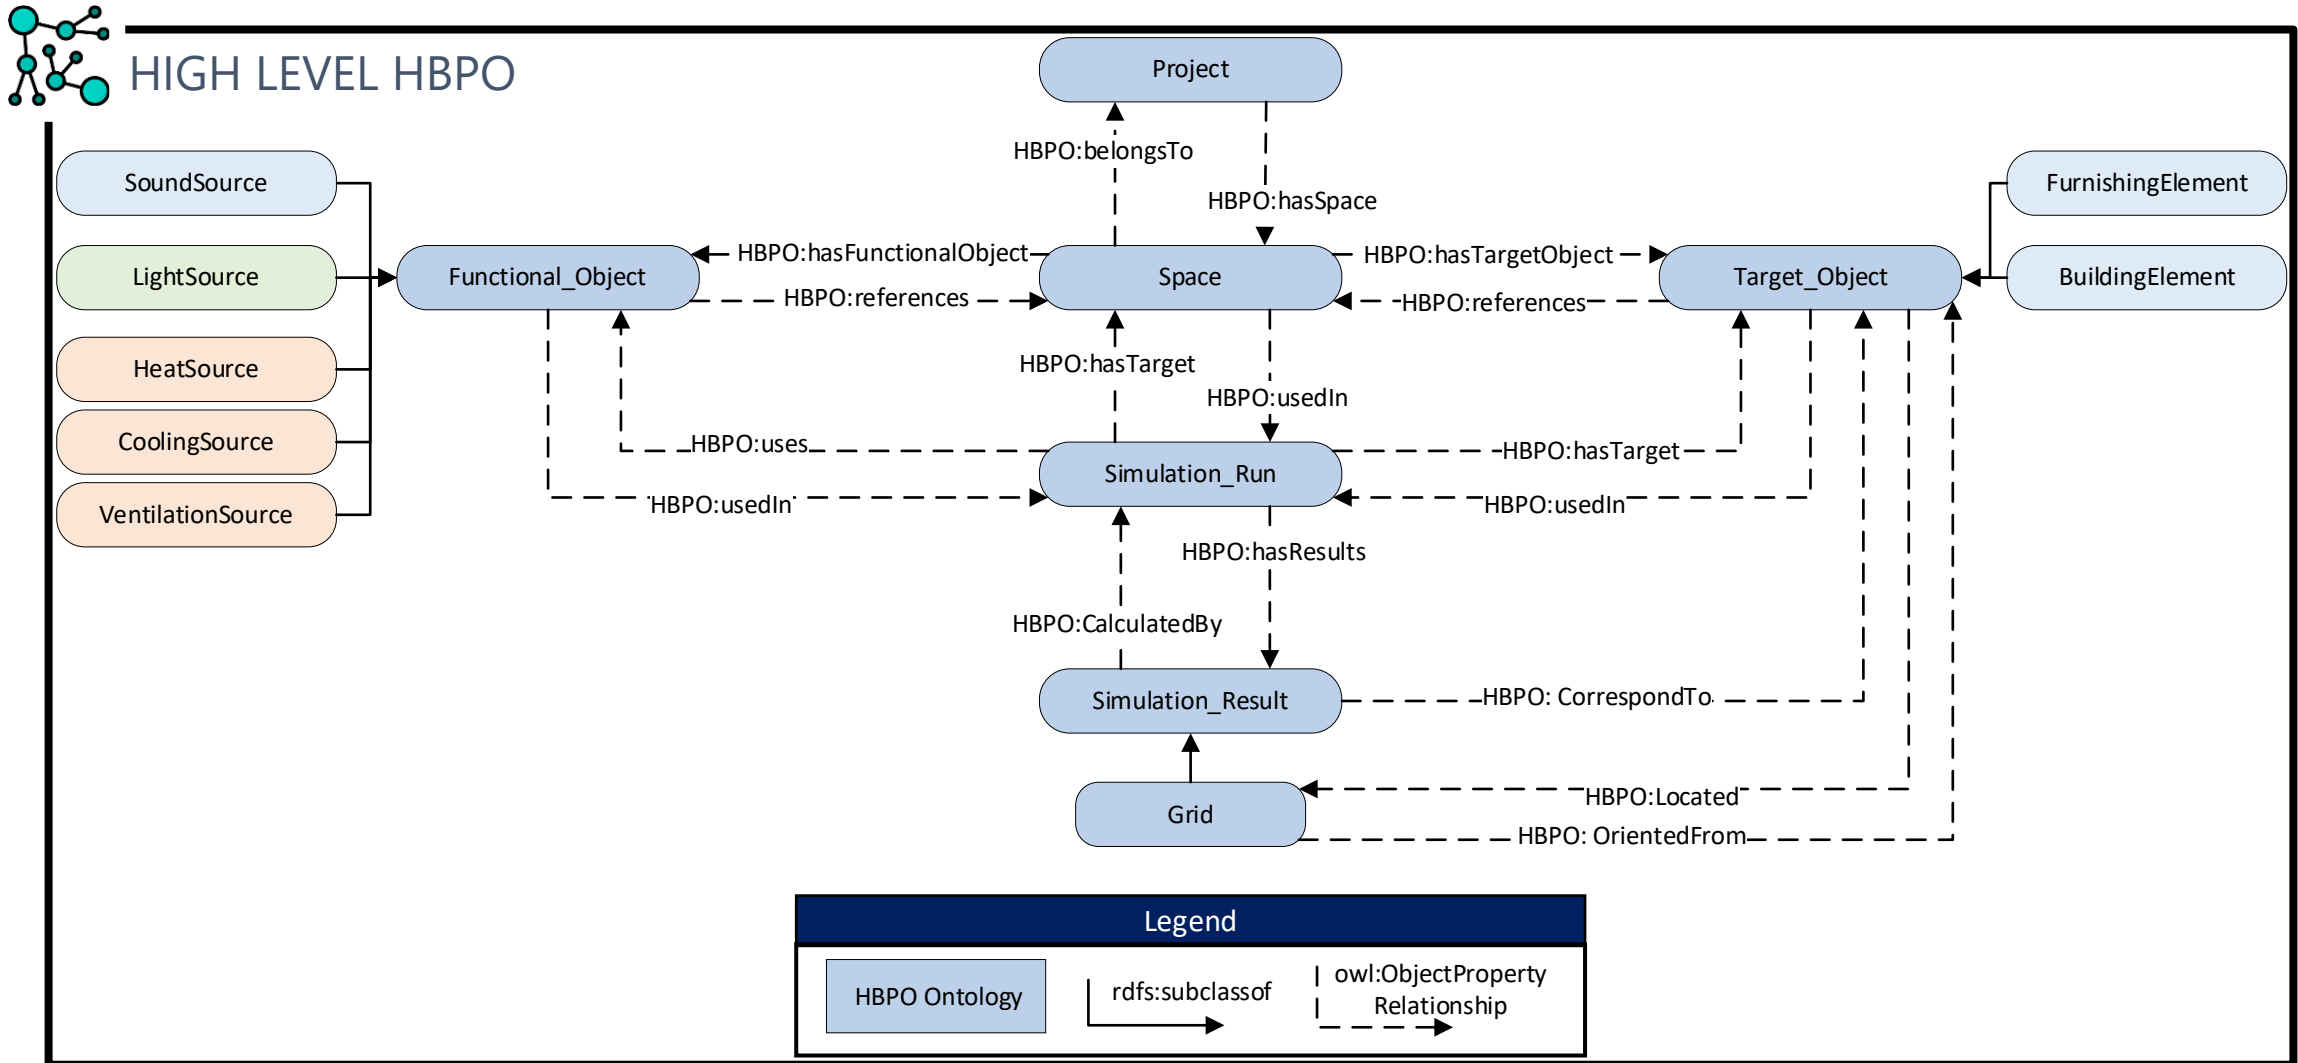 HIGH LEVEL HBPO
Project
HBPO:belongsTo
HBPO:hasSpace
SoundSource
FurnishingElement
HBPO:hasFunctionalObject
HBPO:hasTargetObject
LightSource
Functional_Object
Space
Target_Object
BuildingElement
HBPO:references
HBPO:references
HeatSource
HBPO:hasTarget
HBPO:usedIn
CoolingSource
HBPO:uses
HBPO:hasTarget
Simulation_Run
VentilationSource
HBPO:usedIn
HBPO:usedIn
HBPO:hasResults
HBPO:CalculatedBy
Simulation_Result
HBPO: CorrespondTo
HBPO:Located
Grid
HBPO: OrientedFrom
Legend
HBPO Ontology
rdfs:subclassof
owl:ObjectProperty
Relationship